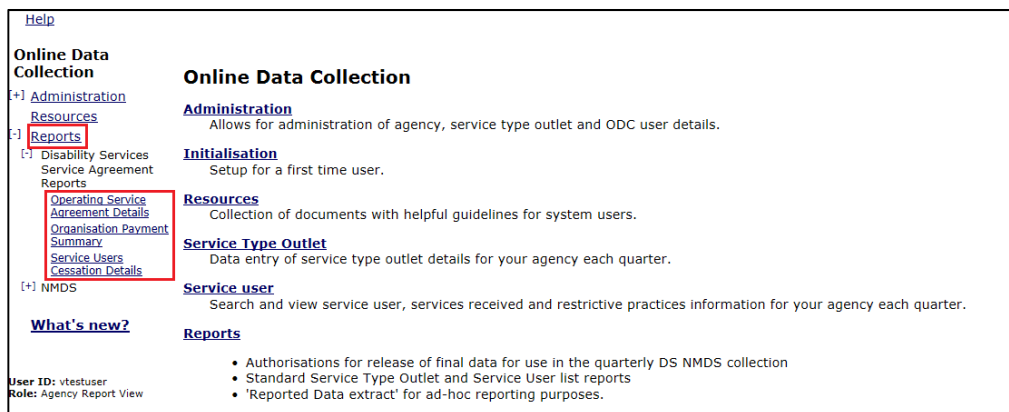 Help
Online Data
Collection
[+] Administration
Resources
[-] Reports
[-] Disability Services
Service Agreement
Reports
Operating Service
Agreement Details
Organisation Payment
Summary
Service Users
Cessation Details
[+] NMDS
What's new?
User ID: vtestuser
Role: Agency Report View
Online Data Collection
Administration
Allows for administration of agency, service type outlet and ODC user details.
Initialisation
Setup for a first time user.
Resources
Collection of documents with helpful guidelines for system users.
Service Type Outlet
Data entry of service type outlet details for your agency each quarter.
Service user
Search and view service user, services received and restrictive practices information for your agency each quarter.
Reports
• Authorisations for release of final data for use in the quarterly DS NMDS collection
• Standard Service Type Outlet and Service User list reports
• 'Reported Data extract' for ad-hoc reporting purposes.